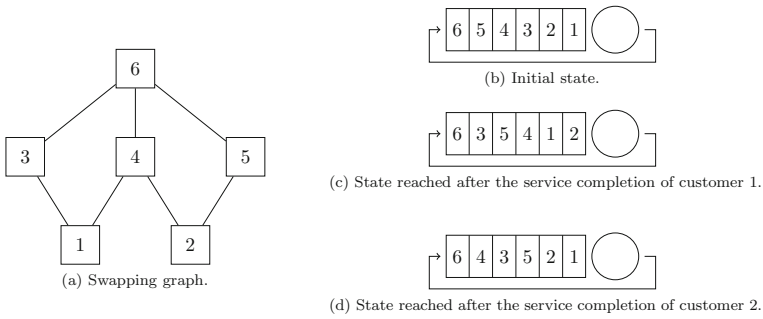 6
3 4 5
1 2
(a) Swapping graph.
6 5 4 3 2 1
(b) Initial state.
6 3 5 4 1 2
(c) State reached after the service completion of customer 1.
6 4 3 5 2 1
(d) State reached after the service completion of customer 2.